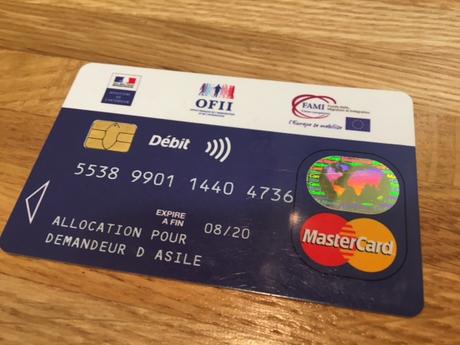 OFII
FAMI
l'Europe se mobilise
Débit
5538 9901 1440 4736
EXPIRE
A FIN
08/20
ALLOCATION POUR
DEMANDEUR D ASILE
MasterCard